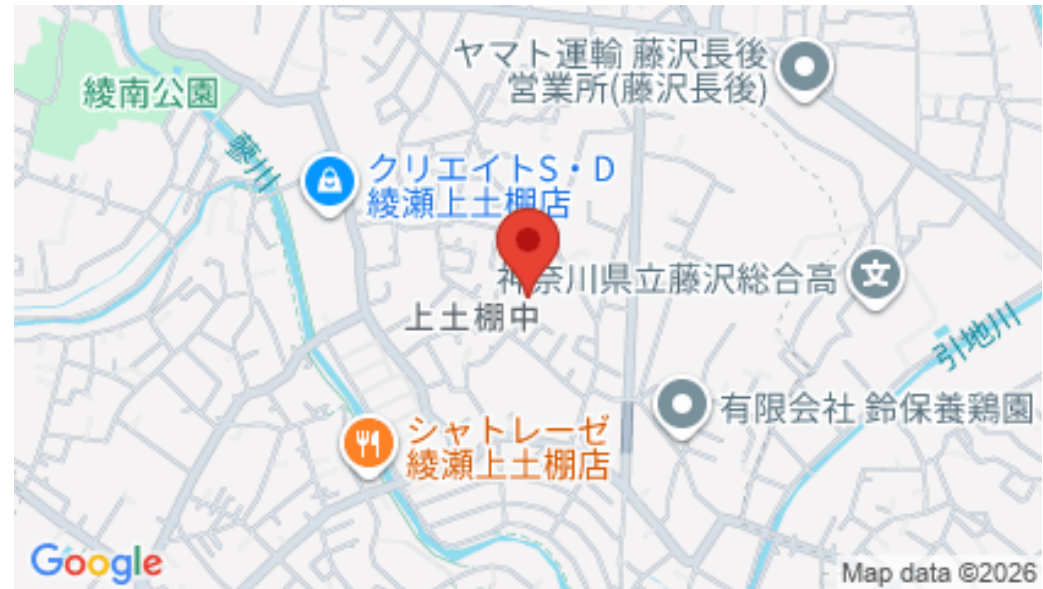 ヤマト運輸 藤沢長後
営業所(藤沢長後)
綾南公園
蓼川
クリエイトS・D
綾瀬上土棚店
神奈川県立藤沢総合高
上土棚中
引地川
有限会社 鈴保養鶏園
シャトレーゼ
綾瀬上土棚店
Google
Map data ©2026